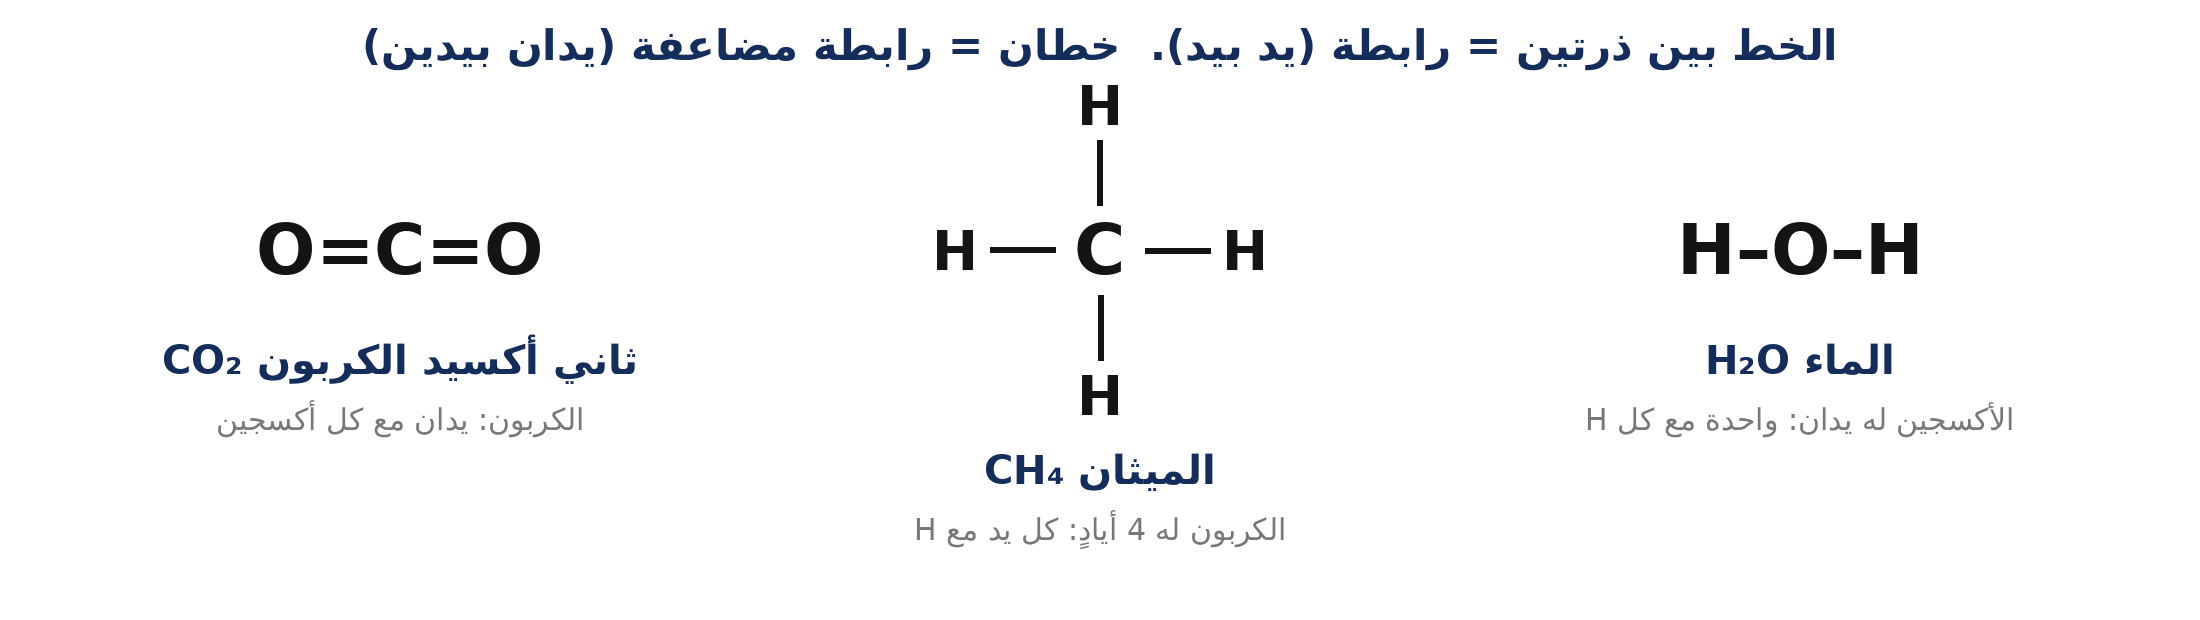 الخط بين ذرتين = رابطة (يد بيد).  خطان = رابطة مضاعفة (يدان بيدين)
H–O–H
الماء H₂O
الأكسجين له يدان: واحدة مع كل H
H
H C H
H
الميثان CH₄
الكربون له 4 أيادٍ: كل يد مع H
O=C=O
ثاني أكسيد الكربون CO₂
الكربون: يدان مع كل أكسجين